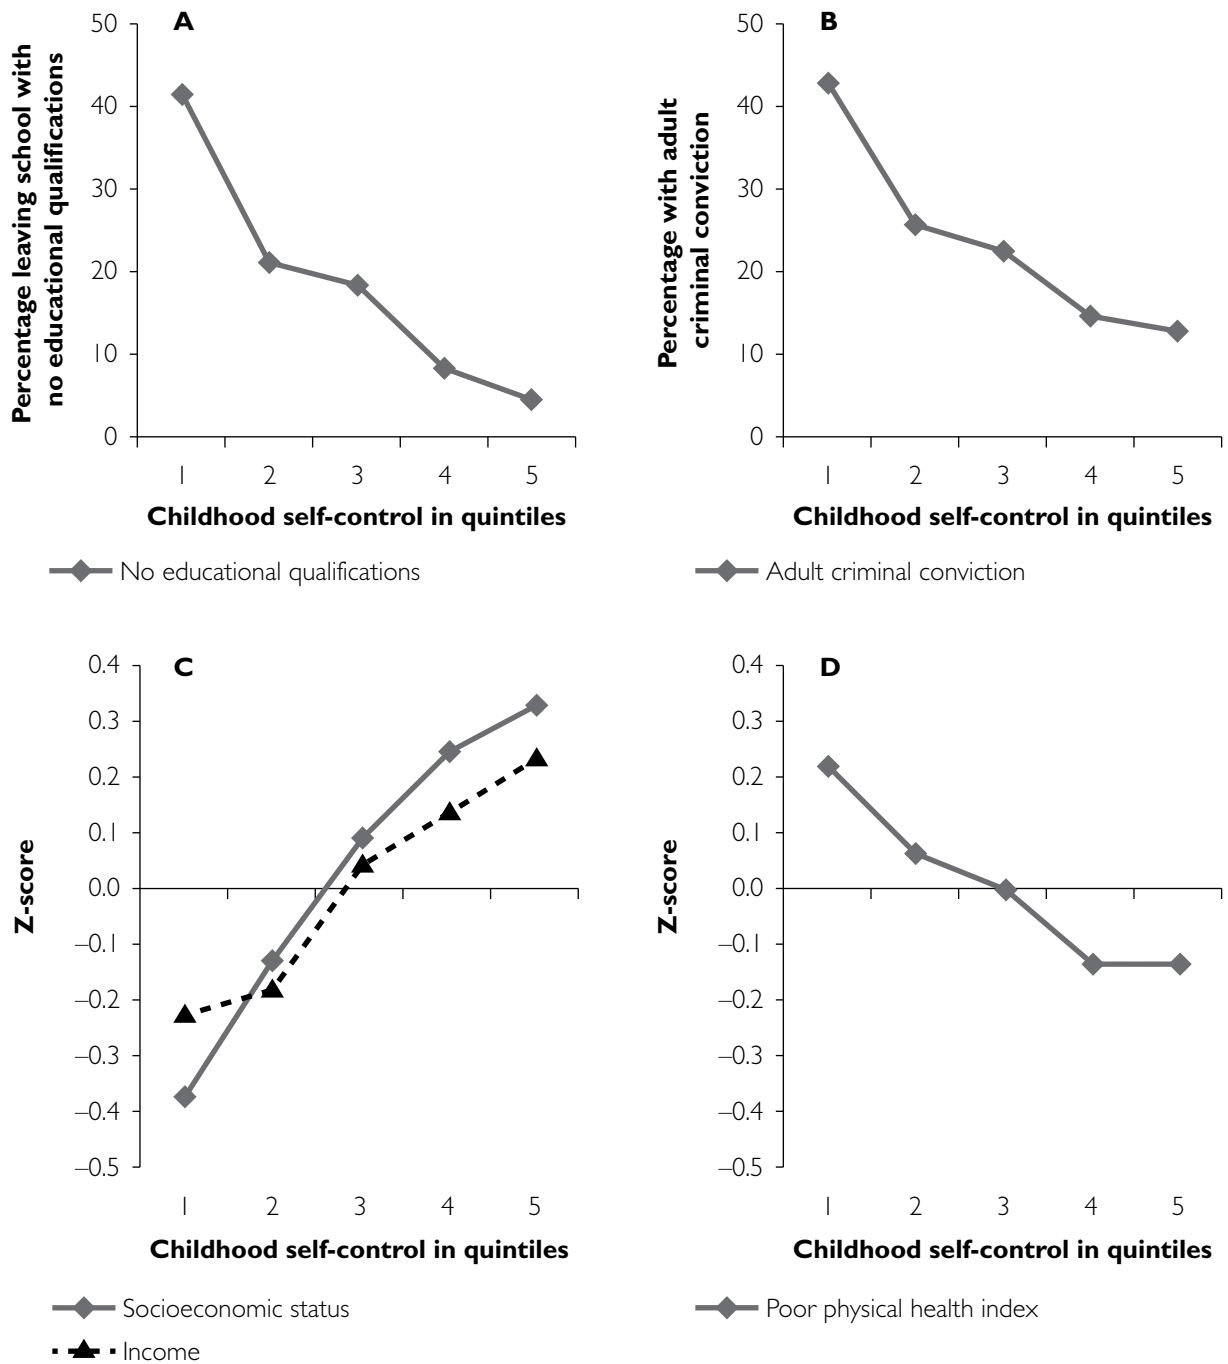 A
Percentage leaving school with
no educational qualifications
50
40
30
20
10
0
1 2 3 4 5
Childhood self-control in quintiles
No educational qualifications
B
Percentage with adult
criminal conviction
50
40
30
20
10
0
1 2 3 4 5
Childhood self-control in quintiles
Adult criminal conviction
C
Z-score
0.4
0.3
0.2
0.1
0.0
–0.1
–0.2
–0.3
–0.4
–0.5
1 2 3 4 5
Childhood self-control in quintiles
Socioeconomic status
Income
D
Z-score
0.4
0.3
0.2
0.1
0.0
–0.1
–0.2
–0.3
–0.4
–0.5
1 2 3 4 5
Childhood self-control in quintiles
Poor physical health index